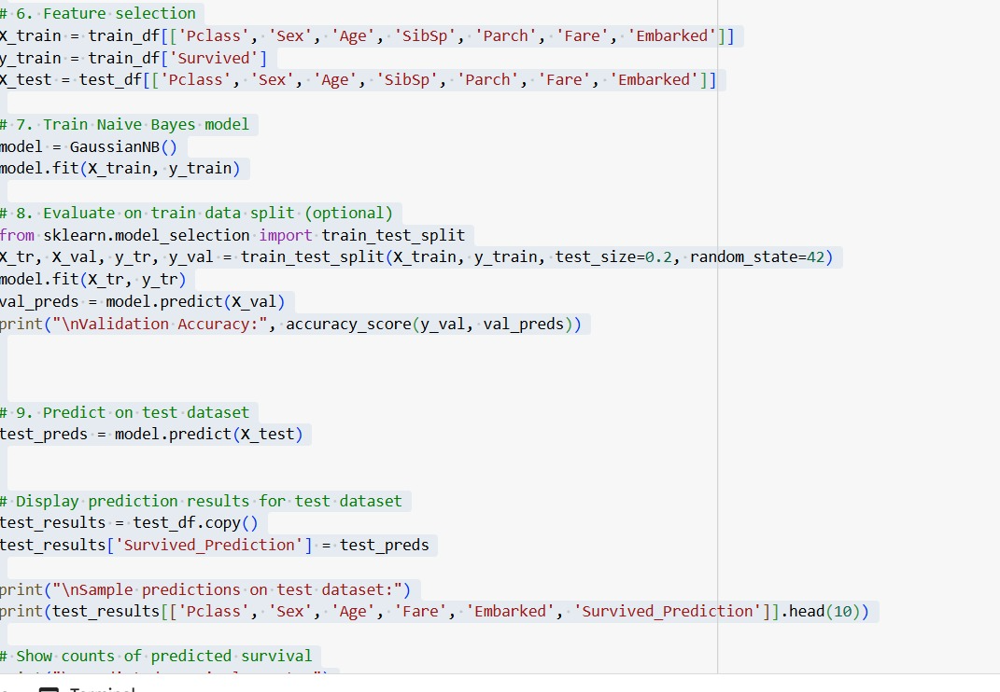 # 6. Feature selection
X_train = train_df[['Pclass', 'Sex', 'Age', 'SibSp', 'Parch', 'Fare', 'Embarked']]
y_train = train_df['Survived']
X_test = test_df[['Pclass', 'Sex', 'Age', 'SibSp', 'Parch', 'Fare', 'Embarked']]
# 7. Train Naive Bayes model
model = GaussianNB()
model.fit(X_train, y_train)
# 8. Evaluate on train data split (optional)
from sklearn.model_selection import train_test_split
X_tr, X_val, y_tr, y_val = train_test_split(X_train, y_train, test_size=0.2, random_state=42)
model.fit(X_tr, y_tr)
val_preds = model.predict(X_val)
print("\nValidation Accuracy:", accuracy_score(y_val, val_preds))
# 9. Predict on test dataset
test_preds = model.predict(X_test)
# Display prediction results for test dataset
test_results = test_df.copy()
test_results['Survived_Prediction'] = test_preds
print("\nSample predictions on test dataset:")
print(test_results[['Pclass', 'Sex', 'Age', 'Fare', 'Embarked', 'Survived_Prediction']].head(10))
# Show counts of predicted survival
Terminal